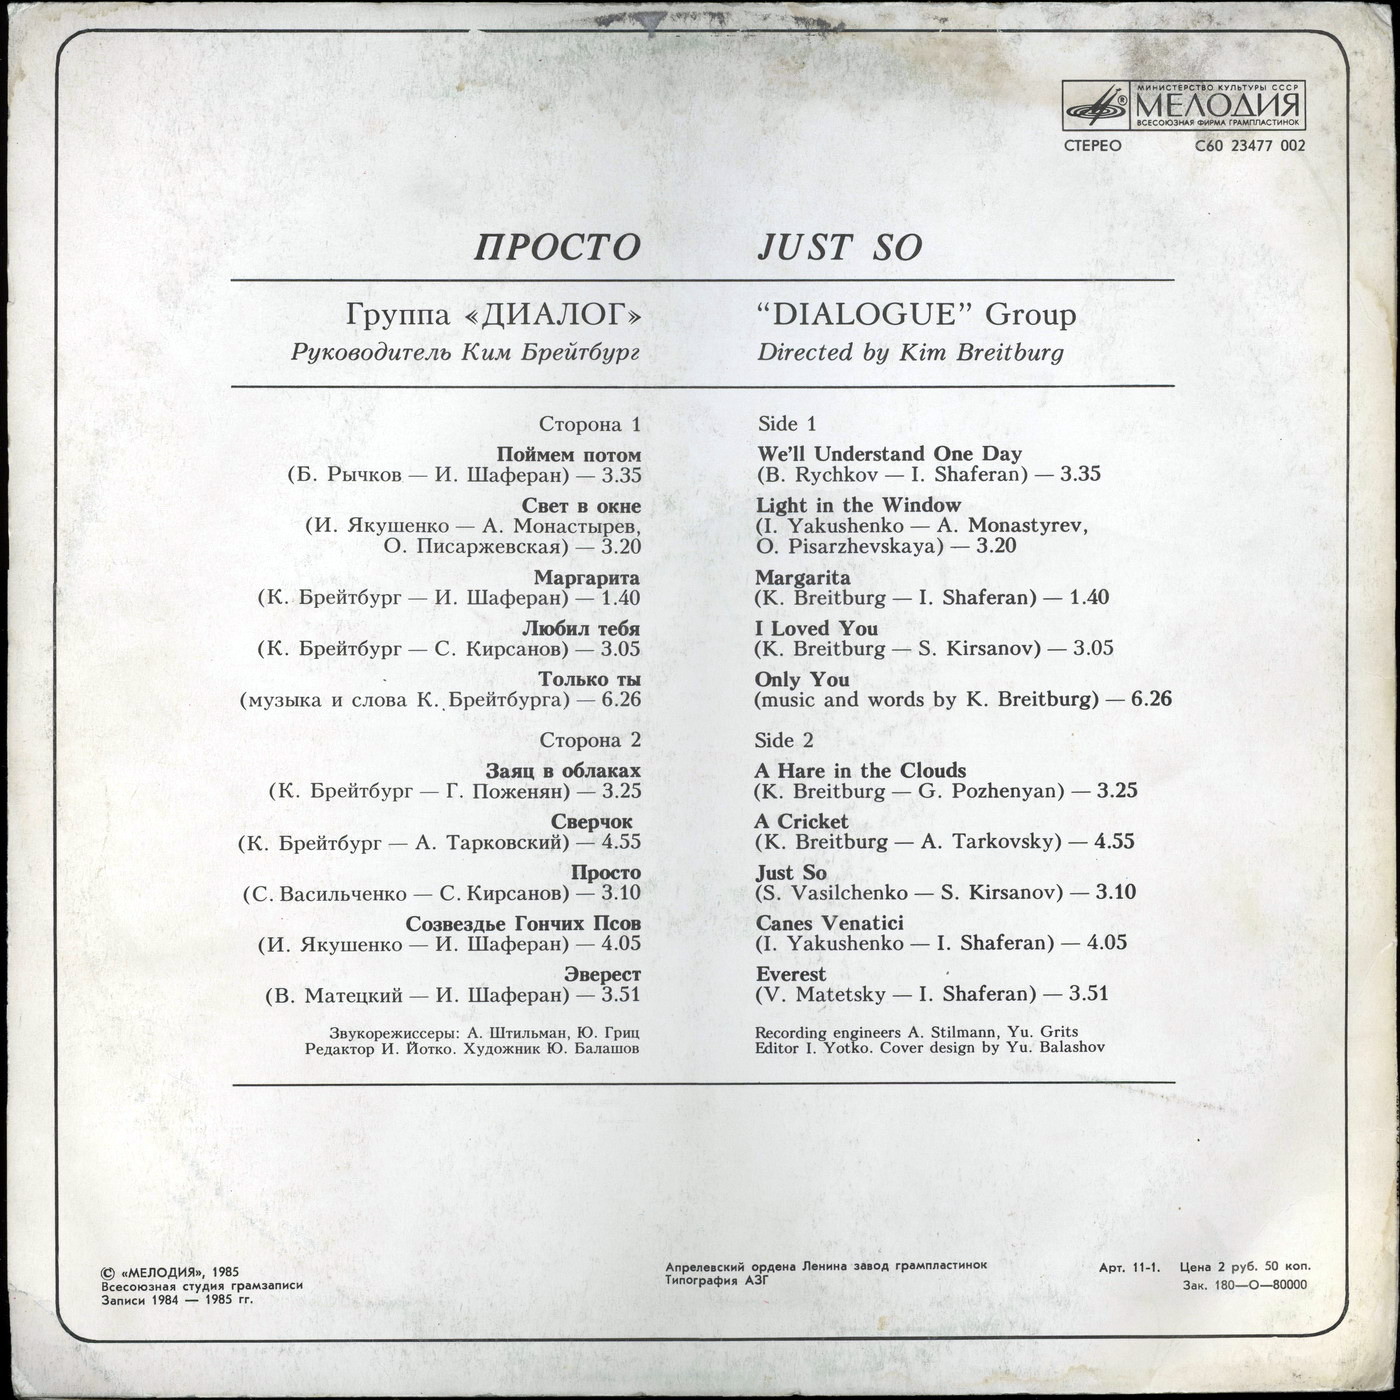 МИНИСТЕРСТВО КУЛЬТУРЫ СССР
МЕЛОДИЯ
ВСЕСОЮЗНАЯ ФИРМА ГРАМПЛАСТИНОК
СТЕРЕО С60 23477 002
ПРОСТО
Группа «ДИАЛОГ»
Руководитель Ким Брейтбург
Сторона 1
Поймем потом
(Б. Рычков — И. Шаферан) — 3.35
Свет в окне
(И. Якушенко — А. Монастырев,
О. Писаржевская) — 3.20
Маргарита
(К. Брейтбург — И. Шаферан) — 1.40
Любил тебя
(К. Брейтбург — С. Кирсанов) — 3.05
Только ты
(музыка и слова К. Брейтбурга) — 6.26
Сторона 2
Заяц в облаках
(К. Брейтбург — Г. Поженян) — 3.25
Сверчок
(К. Брейтбург — А. Тарковский) — 4.55
Просто
(С. Васильченко — С. Кирсанов) — 3.10
Созвездье Гончих Псов
(И. Якушенко — И. Шаферан) — 4.05
Эверест
(В. Матецкий — И. Шаферан) — 3.51
Звукорежиссеры: А. Штильман, Ю. Гриц
Редактор И. Йотко. Художник Ю. Балашов
JUST SO
“DIALOGUE” Group
Directed by Kim Breitburg
Side 1
We’ll Understand One Day
(B. Rychkov — I. Shaferan) — 3.35
Light in the Window
(I. Yakushenko — A. Monastyrev,
O. Pisarzhevskaya) — 3.20
Margarita
(K. Breitburg — I. Shaferan) — 1.40
I Loved You
(K. Breitburg — S. Kirsanov) — 3.05
Only You
(music and words by K. Breitburg) — 6.26
Side 2
A Hare in the Clouds
(K. Breitburg — G. Pozhenyan) — 3.25
A Cricket
(K. Breitburg — A. Tarkovsky) — 4.55
Just So
(S. Vasilchenko — S. Kirsanov) — 3.10
Canes Venatici
(I. Yakushenko — I. Shaferan) — 4.05
Everest
(V. Matetsky — I. Shaferan) — 3.51
Recording engineers A. Stilmann, Yu. Grits
Editor I. Yotko. Cover design by Yu. Balashov
© «МЕЛОДИЯ», 1985
Всесоюзная студия грамзаписи
Записи 1984 — 1985 гг.
Апрелевский ордена Ленина завод грампластинок
Типография АЗГ
Арт. 11-1. Цена 2 руб. 50 коп.
Зак. 180—О—80000